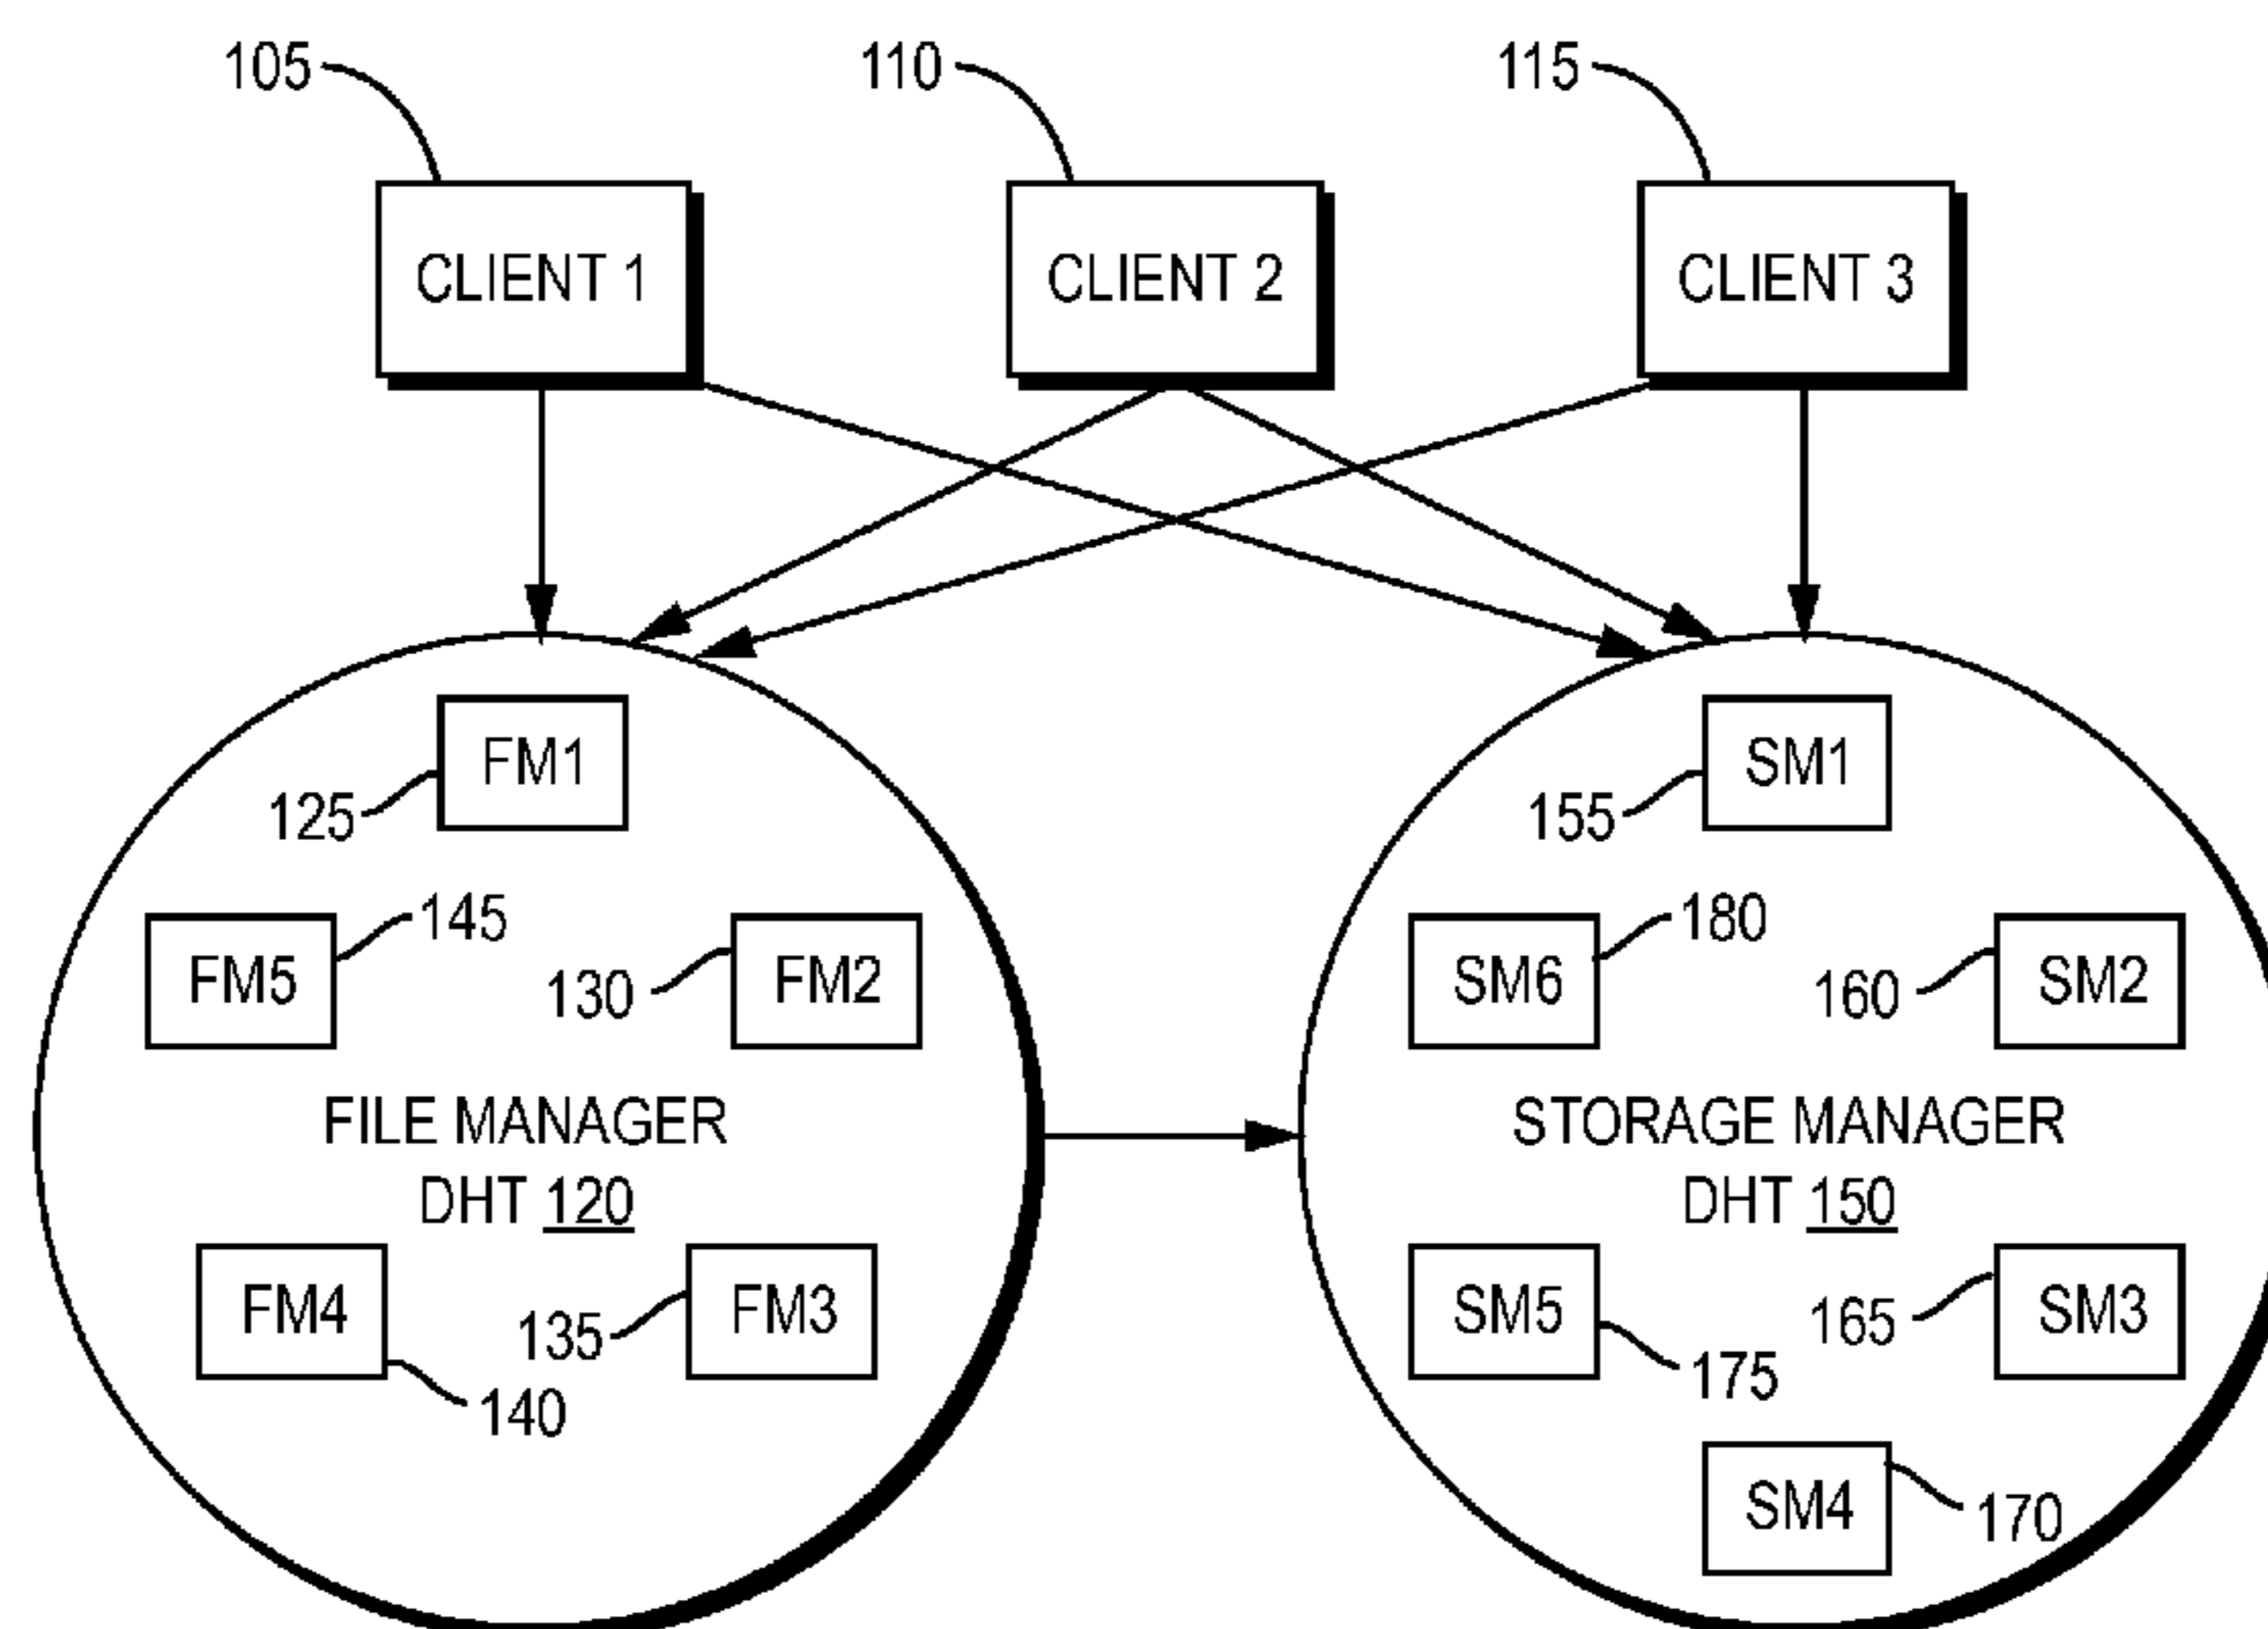 105
110
115
CLIENT 1
CLIENT 2
CLIENT 3
FM1
125
FM5
145
130
FM2
FILE MANAGER
DHT 120
FM4
140
135
FM3
SM1
155
SM6
180
160
SM2
STORAGE MANAGER
DHT 150
SM5
175
165
SM3
SM4
170